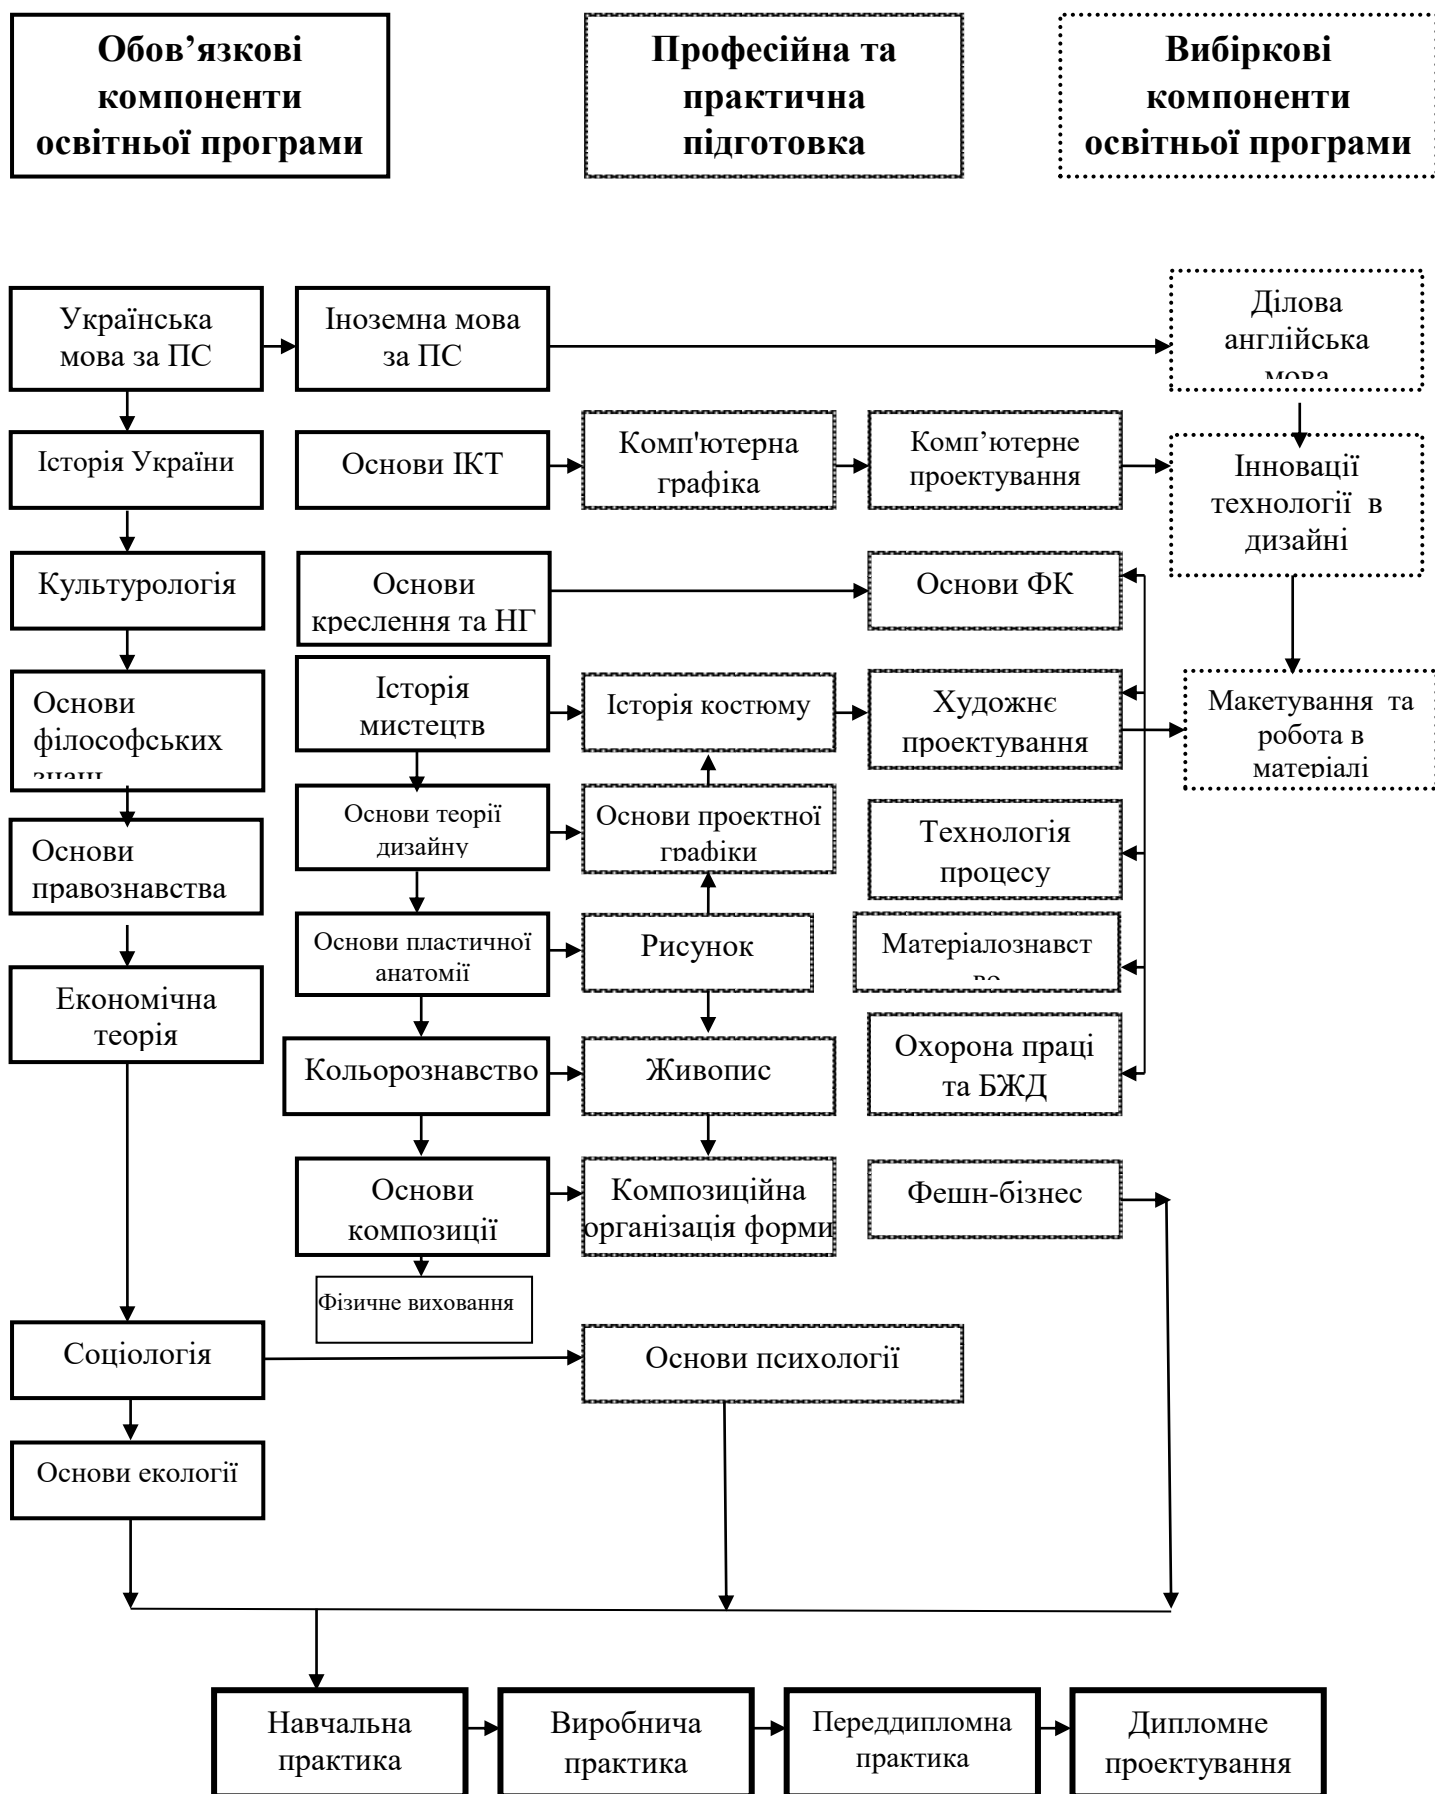 Обов’язкові
компоненти
освітньої програми
Професійна та
практична
підготовка
Вибіркові
компоненти
освітньої програми
Українська
мова за ПС
Іноземна мова
за ПС
Ділова
англійська
мова
Історія України
Основи ІКТ
Комп'ютерна
графіка
Комп’ютерне
проектування
Інновації
технології в
дизайні
Культурологія
Основи
креслення та НГ
Основи ФК
Основи
філософських
знань
Історія
мистецтв
Історія костюму
Художнє
проектування
Макетування та
робота в
матеріалі
Основи
правознавства
Основи теорії
дизайну
Основи проектної
графіки
Технологія
процесу
Основи пластичної
анатомії
Рисунок
Матеріалознавст
во
Економічна
теорія
Кольорознавство
Живопис
Охорона праці
та БЖД
Основи
композиції
Композиційна
організація форми
Фешн-бізнес
Фізичне виховання
Соціологія
Основи психології
Основи екології
Навчальна
практика
Виробнича
практика
Переддипломна
практика
Дипломне
проектування